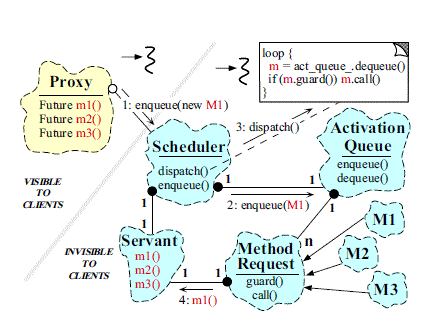 loop {
m = act_queue_.dequeue()
if (m.guard()) m.call()
}
Proxy
Future m1()
Future m2()
Future m3()
1: enqueue(new M1)
3: dispatch()
Scheduler
dispatch()
enqueue()
Activation
Queue
enqueue()
dequeue()
VISIBLE
TO
CLIENTS
1
1
1
2: enqueue(M1)
1
1
INVISIBLE
TO
CLIENTS
Servant
m1()
m2()
m3()
1
1
4: m1()
Method
Request
guard()
call()
n
M1
M2
M3